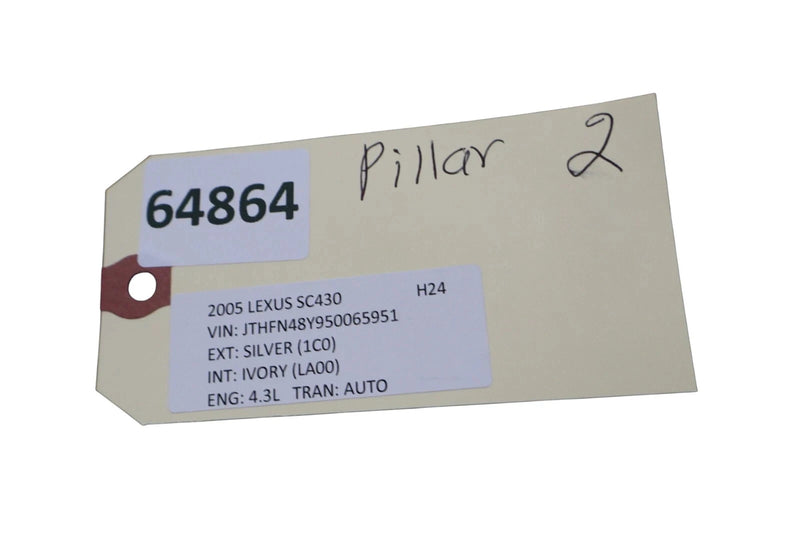 Pillar 2
64864
2005 LEXUS SC430 H24
VIN: JTHFN48Y950065951
EXT: SILVER (1C0)
INT: IVORY (LA00)
ENG: 4.3L TRAN: AUTO